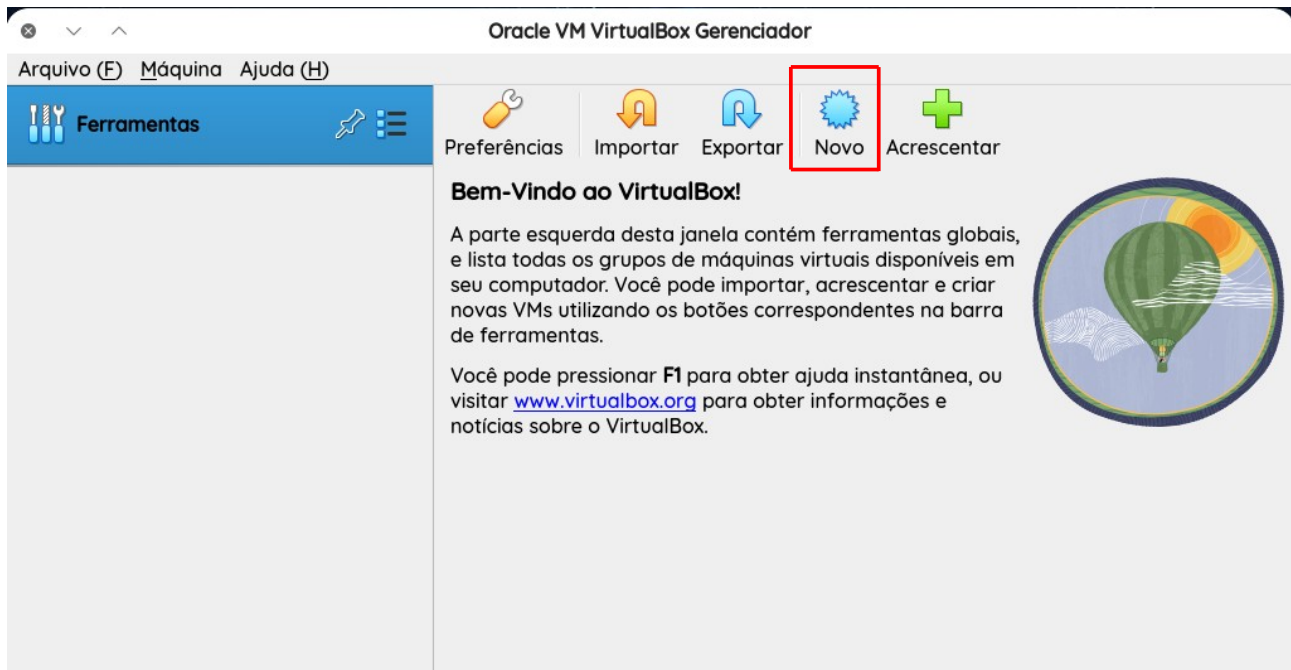 Oracle VM VirtualBox Gerenciador
Arquivo (F) Máquina Ajuda (H)
Ferramentas
Preferências Importar Exportar Novo Acrescentar
Bem-Vindo ao VirtualBox!
A parte esquerda desta janela contém ferramentas globais,
e lista todas os grupos de máquinas virtuais disponíveis em
seu computador. Você pode importar, acrescentar e criar
novas VMs utilizando os botões correspondentes na barra
de ferramentas.
Você pode pressionar F1 para obter ajuda instantânea, ou
visitar www.virtualbox.org para obter informações e
notícias sobre o VirtualBox.